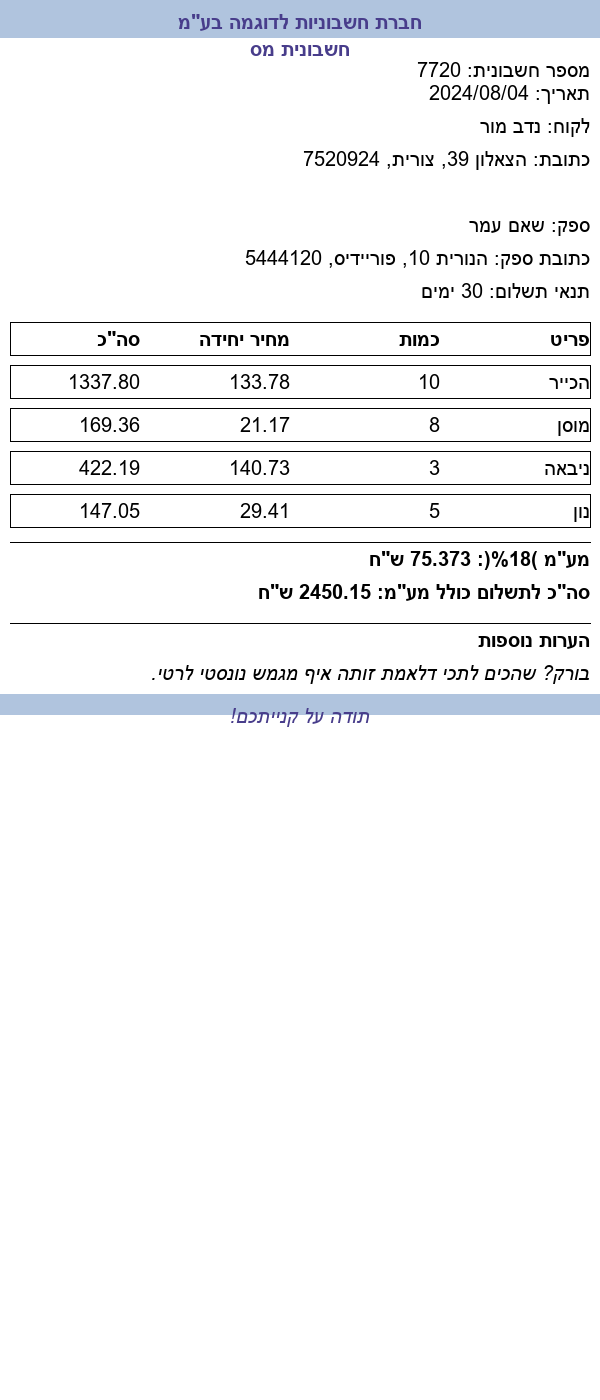 חברת חשבוניות לדוגמה בע"מ
חשבונית מס
מספר חשבונית: 7720
תאריך: 2024/08/04
לקוח: נדב מור
כתובת: הצאלון 39, צורית, 7520924
ספק: שאם עמר
כתובת ספק: הנורית 10, פוריידיס, 5444120
תנאי תשלום: 30 ימים
פריט כמות מחיר יחידה סה"כ
הכייר 10 133.78 1337.80
מוסן 8 21.17 169.36
ניבאה 3 140.73 422.19
נון 5 29.41 147.05
מע"מ )18%(: 75.373 ש"ח
סה"כ לתשלום כולל מע"מ: 2450.15 ש"ח
הערות נוספות
בורק? שהכים לתכי דלאמת זותה איף מגמש נונסטי לרטי.
תודה על קנייתכם!